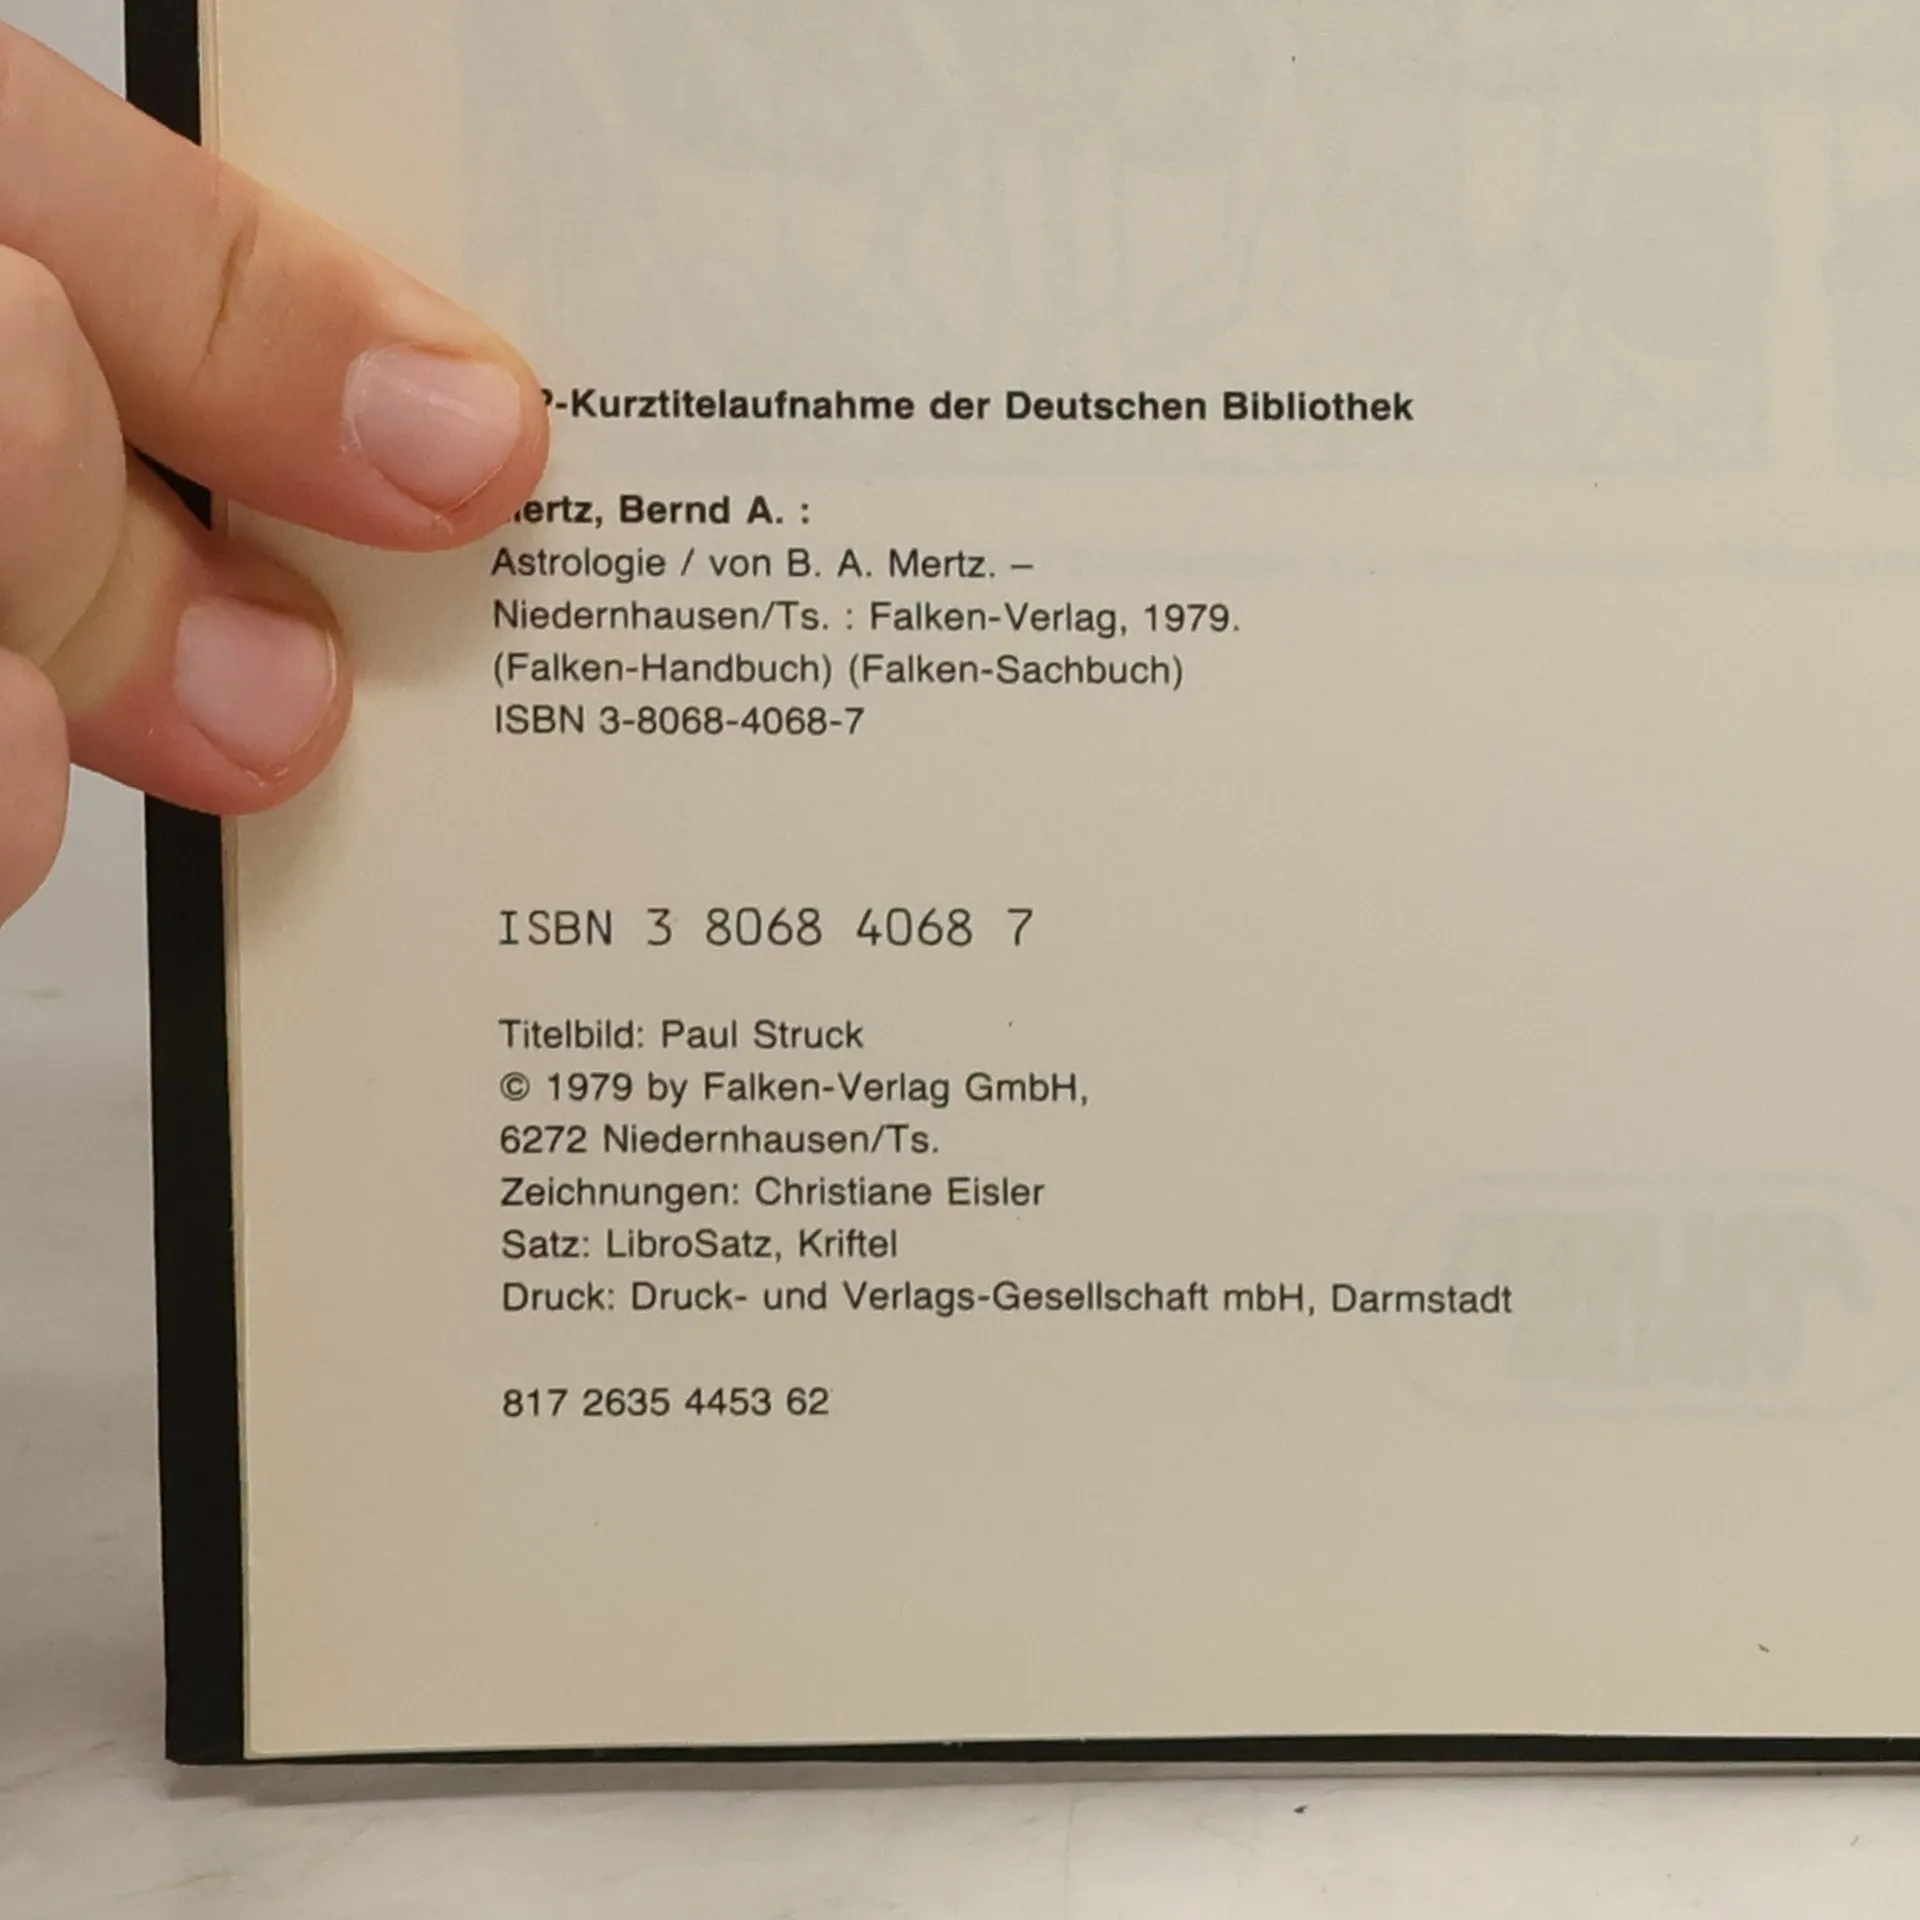 -Kurztitelaufnahme der Deutschen Bibliothek
Bernd A. :
Astrologie / von B. A. Mertz. –
Niedernhausen/Ts. : Falken-Verlag, 1979.
(Falken-Handbuch) (Falken-Sachbuch)
ISBN 3-8068-4068-7
ISBN 3 8068 4068 7
Titelbild: Paul Struck
© 1979 by Falken-Verlag GmbH,
6272 Niedernhausen/Ts.
Zeichnungen: Christiane Eisler
Satz: LibroSatz, Kriftel
Druck: Druck- und Verlags-Gesellschaft mbH, Darmstadt
817 2635 4453 62